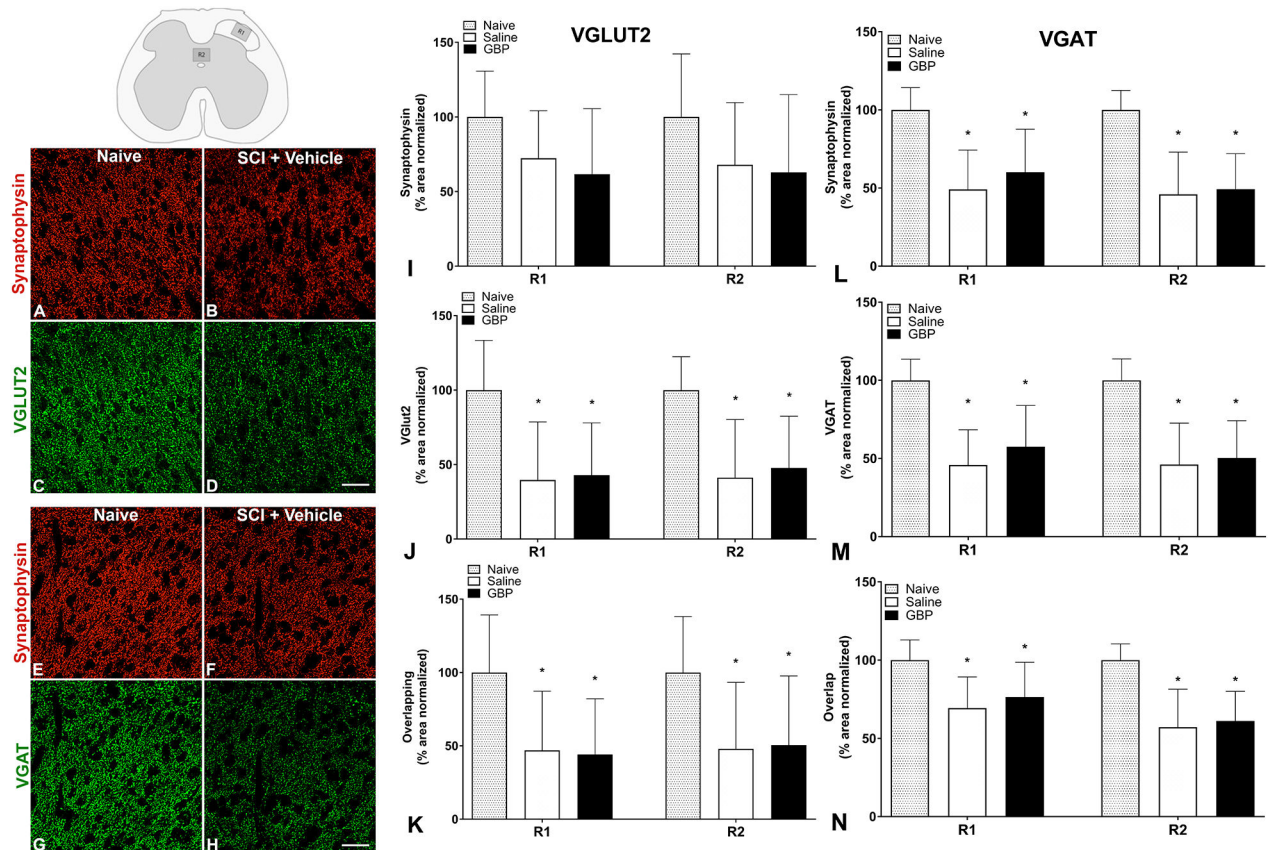 R1
R2
Naive
SCI + Vehicle
Synaptophysin
A
B
VGLUT2
C
D
Naive
SCI + Vehicle
Synaptophysin
E
F
VGAT
G
H
VGLUT2
Naive
Saline
GBP
Synaptophysin
(% area normalized)
150
100
50
0
R1
R2
I
Naive
Saline
GBP
VGlut2
(% area normalized)
150
100
50
0
R1
R2
J
Naive
Saline
GBP
Overlapping
(% area normalized)
150
100
50
0
* * * *
R1
R2
K
VGAT
Naive
Saline
GBP
Synaptophysin
(% area normalized)
150
100
50
0
* * * *
R1
R2
L
Naive
Saline
GBP
VGAT
(% area normalized)
150
100
50
0
* * * *
R1
R2
M
Naive
Saline
GBP
Overlap
(% area normalized)
150
100
50
0
* * * *
R1
R2
N